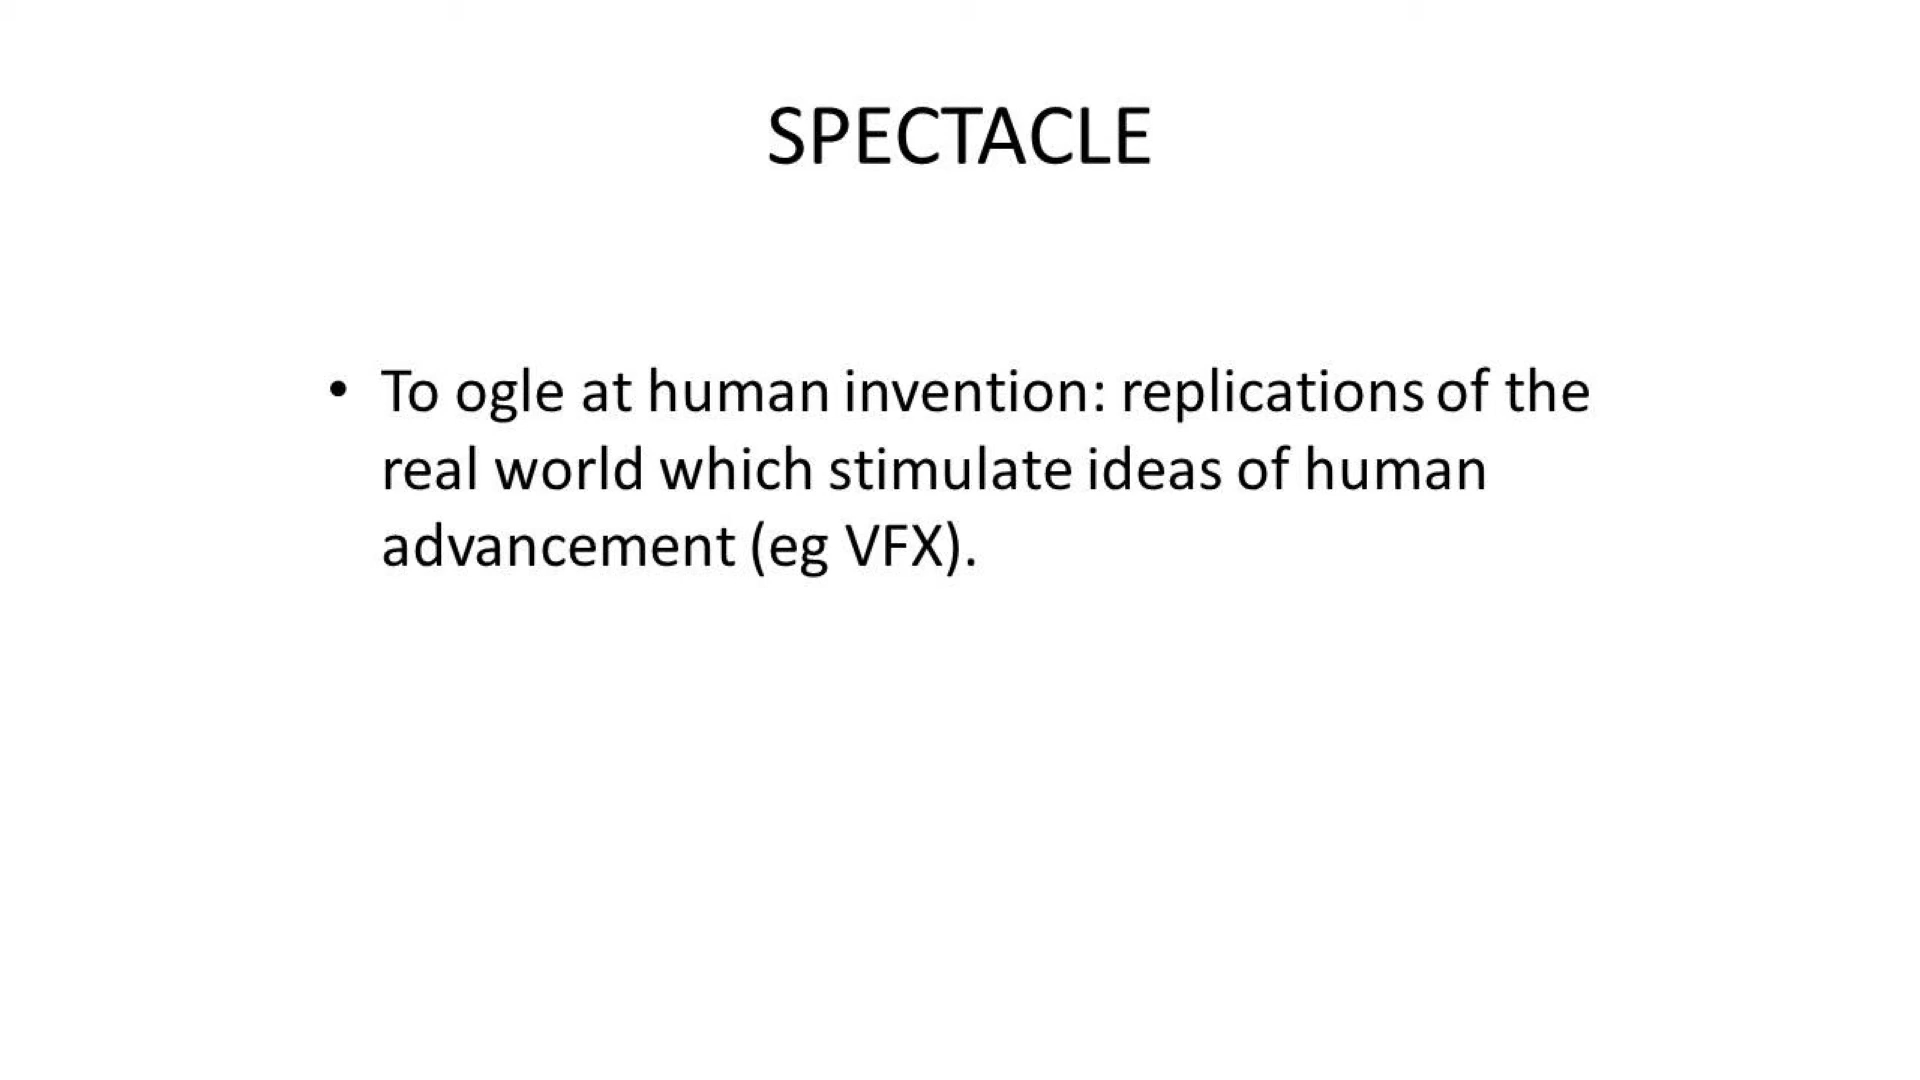 SPECTACLE
• To ogle at human invention: replications of the
real world which stimulate ideas of human
advancement (eg VFX).